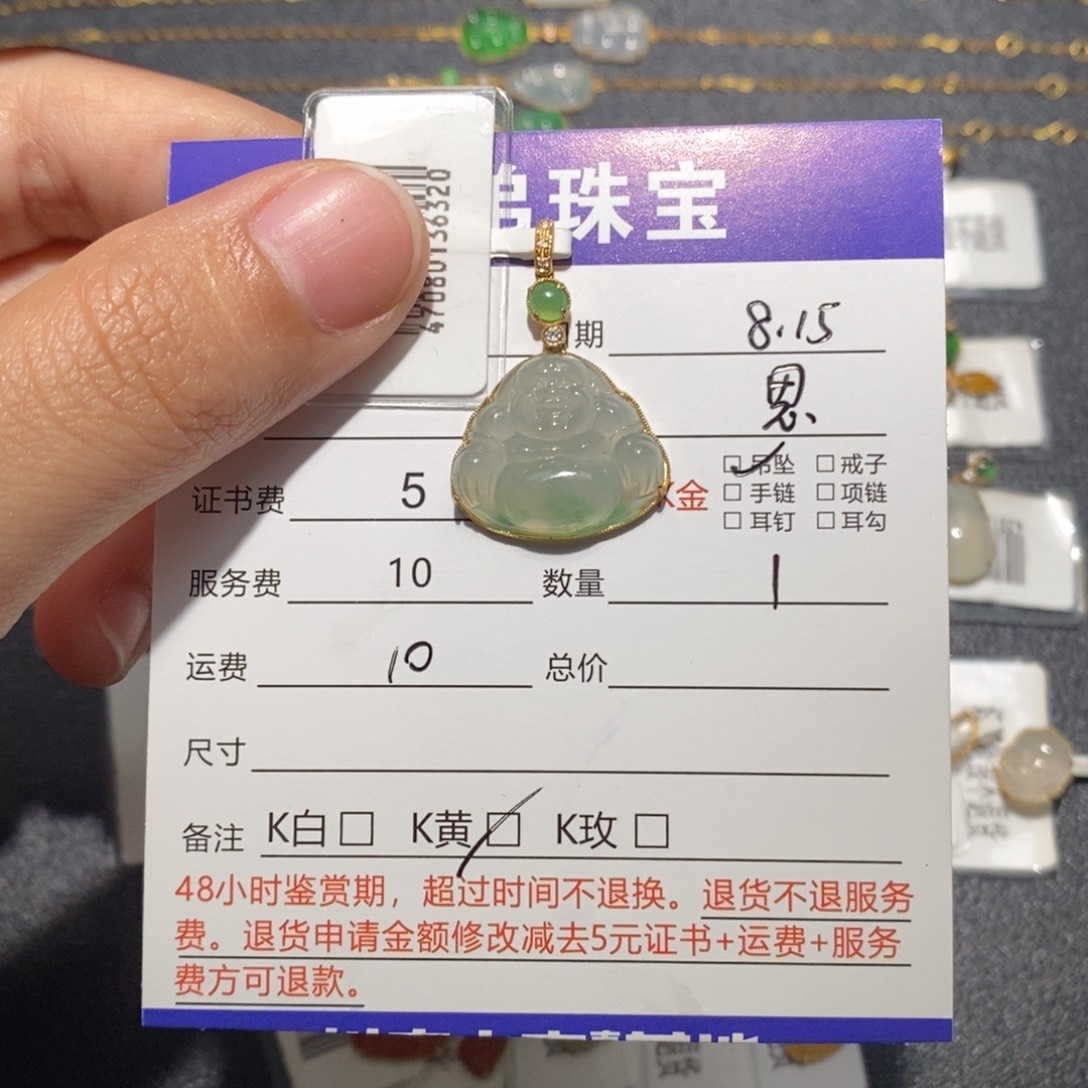 珠宝
47080136320
期 8.15
恩
证书费 5 K金 吊坠 戒子
手链 项链
耳钉 耳勾
服务费 10 数量 1
运费 10 总价
尺寸
备注 K白 K黄 K玫
48小时鉴赏期，超过时间不退换。退货不退服务
费。退货申请金额修改减去5元证书+运费+服务
费方可退款。